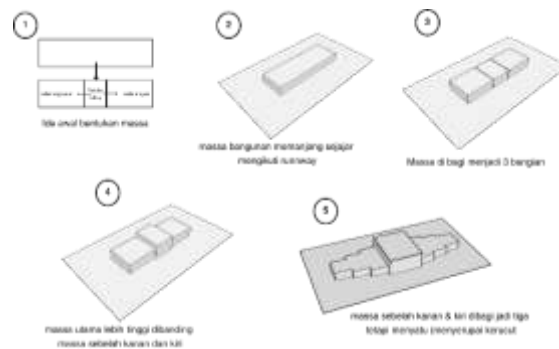 1
Ide awal bentukan massa
2
massa bangunan memanjang sejajar
mengikuti runway
3
Massa di bagi menjadi 3 bangian
4
massa utama lebih tinggi dibanding
massa sebelah kanan dan kiri
5
massa sebelah kanan & kiri dibagi jadi tiga
tetapi menyatu (menyerupai kerucut